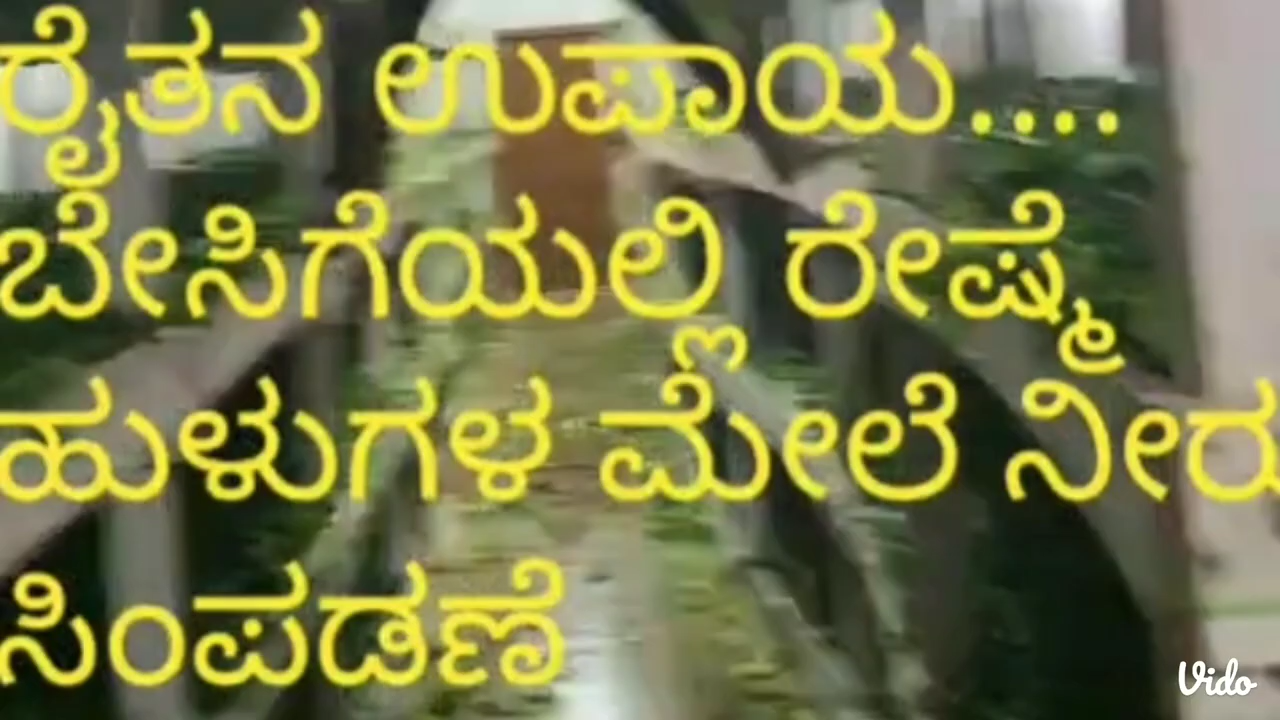 ರೈತನ ಉಪಾಯ....
ಬೇಸಿಗೆಯಲ್ಲಿ ರೇಷ್ಮೆ
ಹುಳುಗಳ ಮೇಲೆ ನೀರು
ಸಿಂಪಡಣೆ
Vido